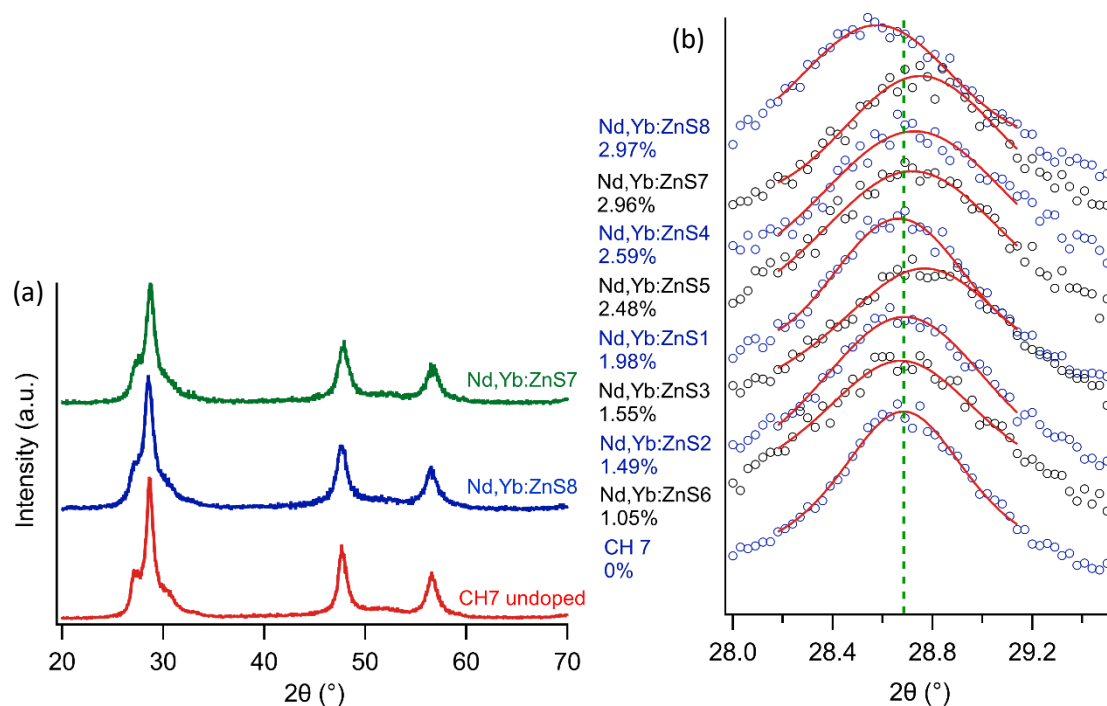 (a)
Intensity (a.u.)
Nd,Yb:ZnS7
Nd,Yb:ZnS8
CH7 undoped
20 30 40 50 60 70
2θ (°)
(b)
Nd,Yb:ZnS8
2.97%
Nd,Yb:ZnS7
2.96%
Nd,Yb:ZnS4
2.59%
Nd,Yb:ZnS5
2.48%
Nd,Yb:ZnS1
1.98%
Nd,Yb:ZnS3
1.55%
Nd,Yb:ZnS2
1.49%
Nd,Yb:ZnS6
1.05%
CH 7
0%
28.0 28.4 28.8 29.2
2θ (°)